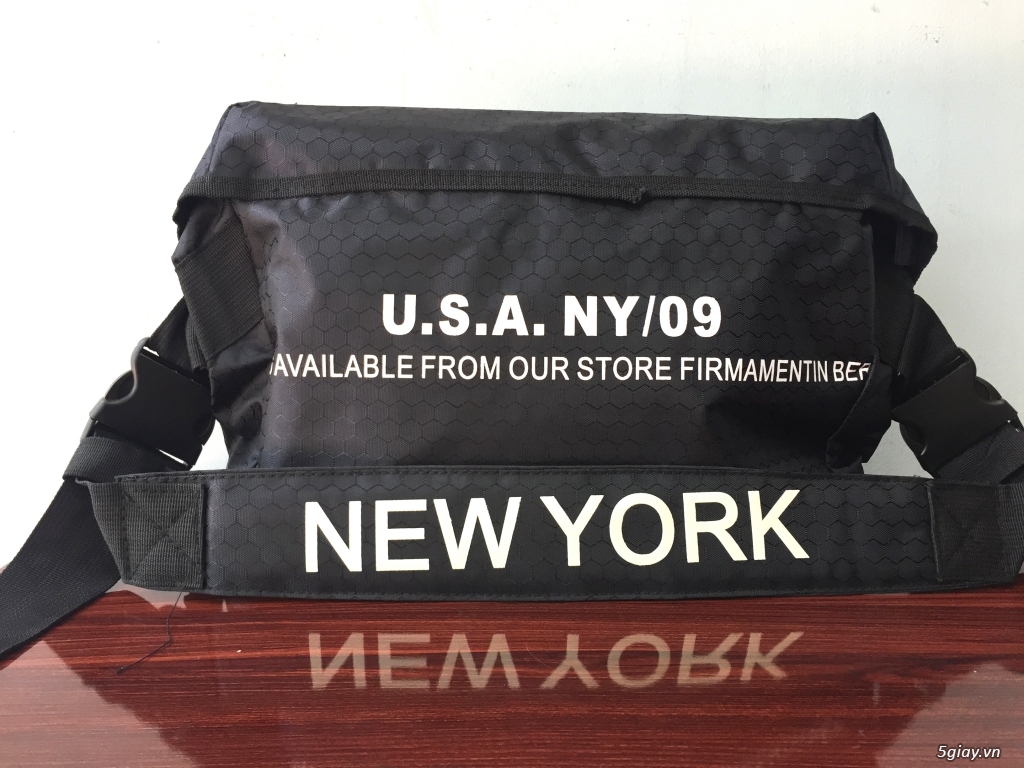 U.S.A. NY/09
AVAILABLE FROM OUR STORE FIRMAMENTIN
NEW YORK
5giay.vn